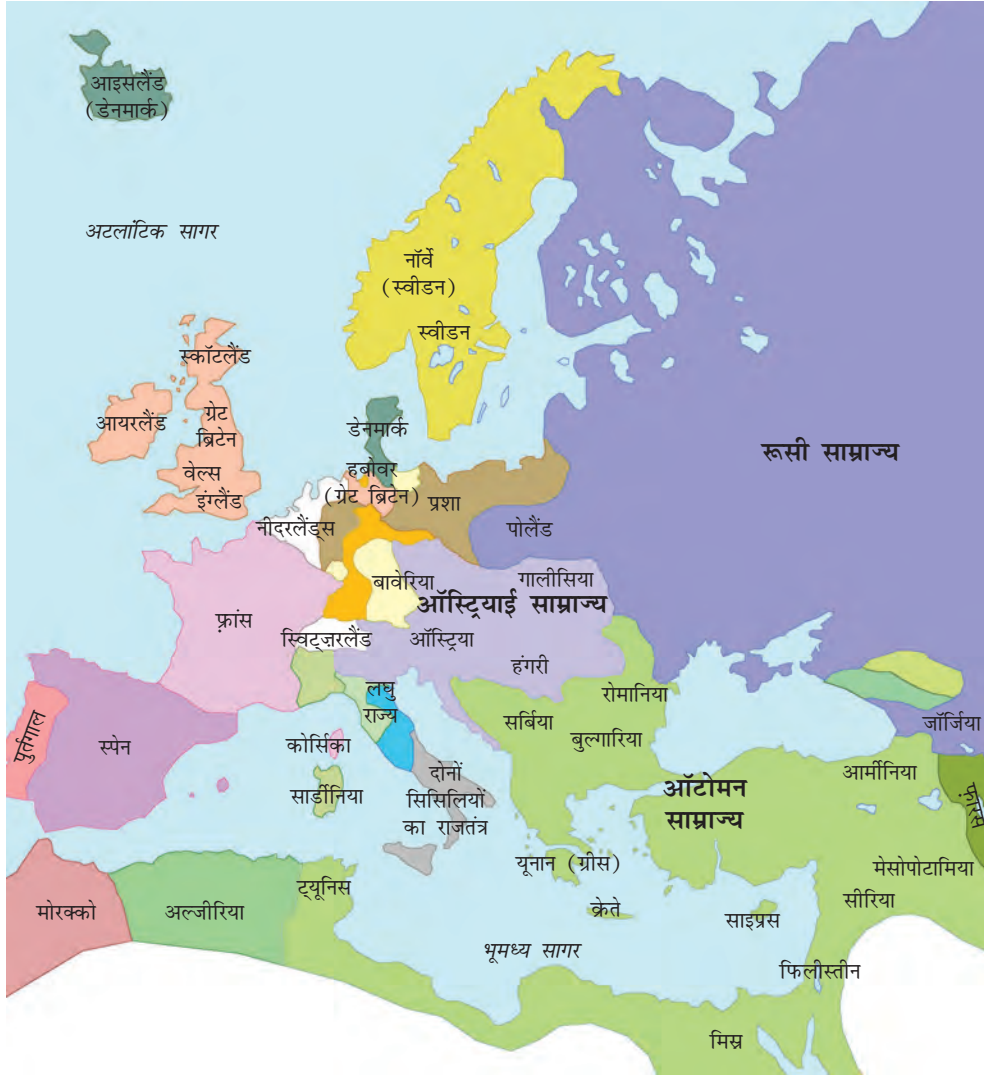 आइसलैंड
(डेनमार्क)
अटलांटिक सागर
नॉर्वे
(स्वीडन)
स्वीडन
स्कॉटलैंड
आयरलैंड
ग्रेट
ब्रिटेन
वेल्स
इंग्लैंड
डेनमार्क
हबोवर
(ग्रेट ब्रिटेन)
प्रशा
रूसी साम्राज्य
नीदरलैंड्स
पोलैंड
बावेरिया
गालीसिया
ऑस्ट्रियाई साम्राज्य
फ़्रांस
स्विट्ज़रलैंड
ऑस्ट्रिया
हंगरी
लघु
राज्य
रोमानिया
सर्बिया
बुल्गारिया
जॉर्जिया
पुर्तगाल
स्पेन
कोर्सिका
सार्डीनिया
दोनों
सिसिलियों
का राजतंत्र
ऑटोमन
साम्राज्य
आर्मीनिया
फ़ारस
यूनान (ग्रीस)
मेसोपोटामिया
सीरिया
मोरक्को
अल्जीरिया
ट्यूनिस
क्रेते
साइप्रस
भूमध्य सागर
फिलीस्तीन
मिस्र